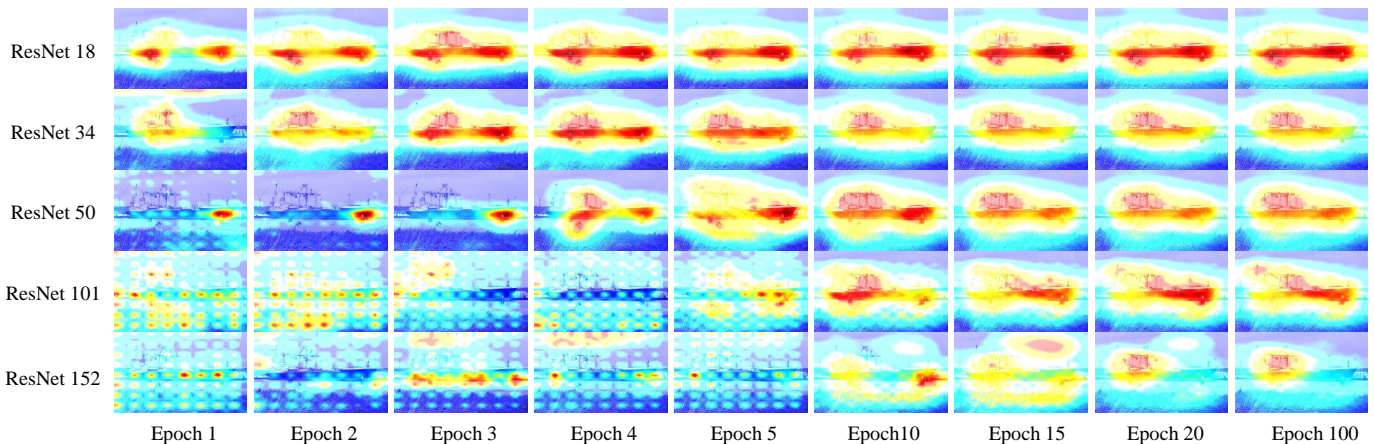 ResNet 18
ResNet 34
ResNet 50
ResNet 101
ResNet 152
Epoch 1 Epoch 2 Epoch 3 Epoch 4 Epoch 5 Epoch10 Epoch 15 Epoch 20 Epoch 100